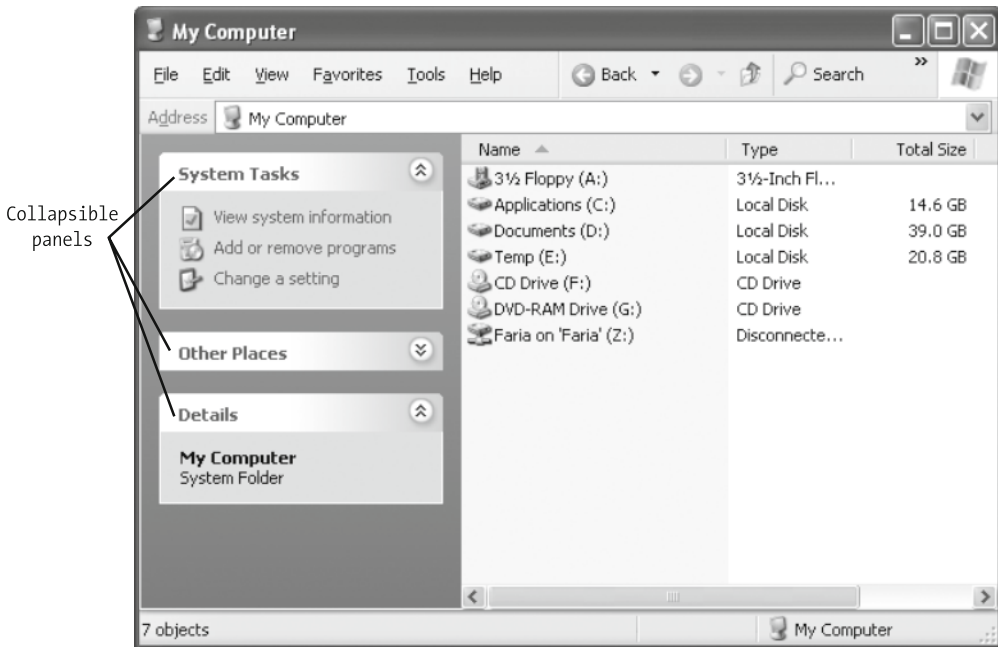 My Computer
File Edit View Favorites Tools Help Back Search »
Address My Computer
Name Type Total Size
System Tasks
View system information
Add or remove programs
Change a setting
Other Places
Details
My Computer
System Folder
Collapsible
panels
3½ Floppy (A:) 3½-Inch Fl...
Applications (C:) Local Disk 14.6 GB
Documents (D:) Local Disk 39.0 GB
Temp (E:) Local Disk 20.8 GB
CD Drive (F:) CD Drive
DVD-RAM Drive (G:) CD Drive
Faria on 'Faria' (Z:) Disconnecte...
7 objects My Computer